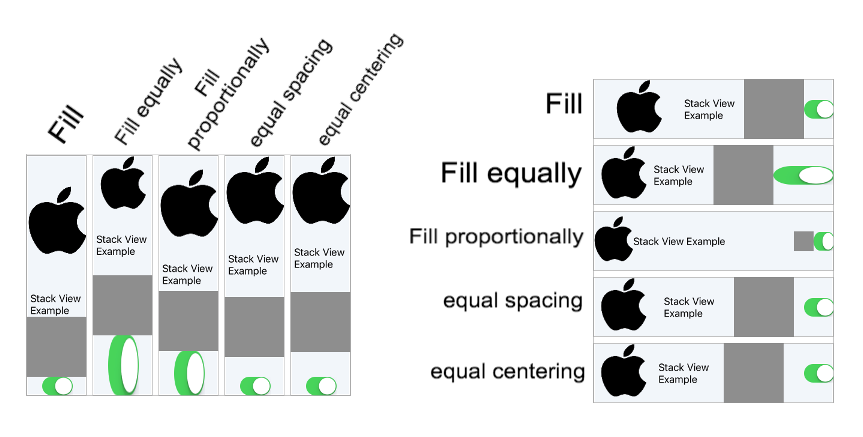 Fill
Fill equally
Fill
proportionally
equal spacing
equal centering
Stack View
Example
Stack View
Example
Stack View
Example
Stack View
Example
Stack View
Example
Fill
Stack View
Example
Fill equally
Stack View
Example
Fill proportionally
Stack View Example
equal spacing
Stack View
Example
equal centering
Stack View
Example